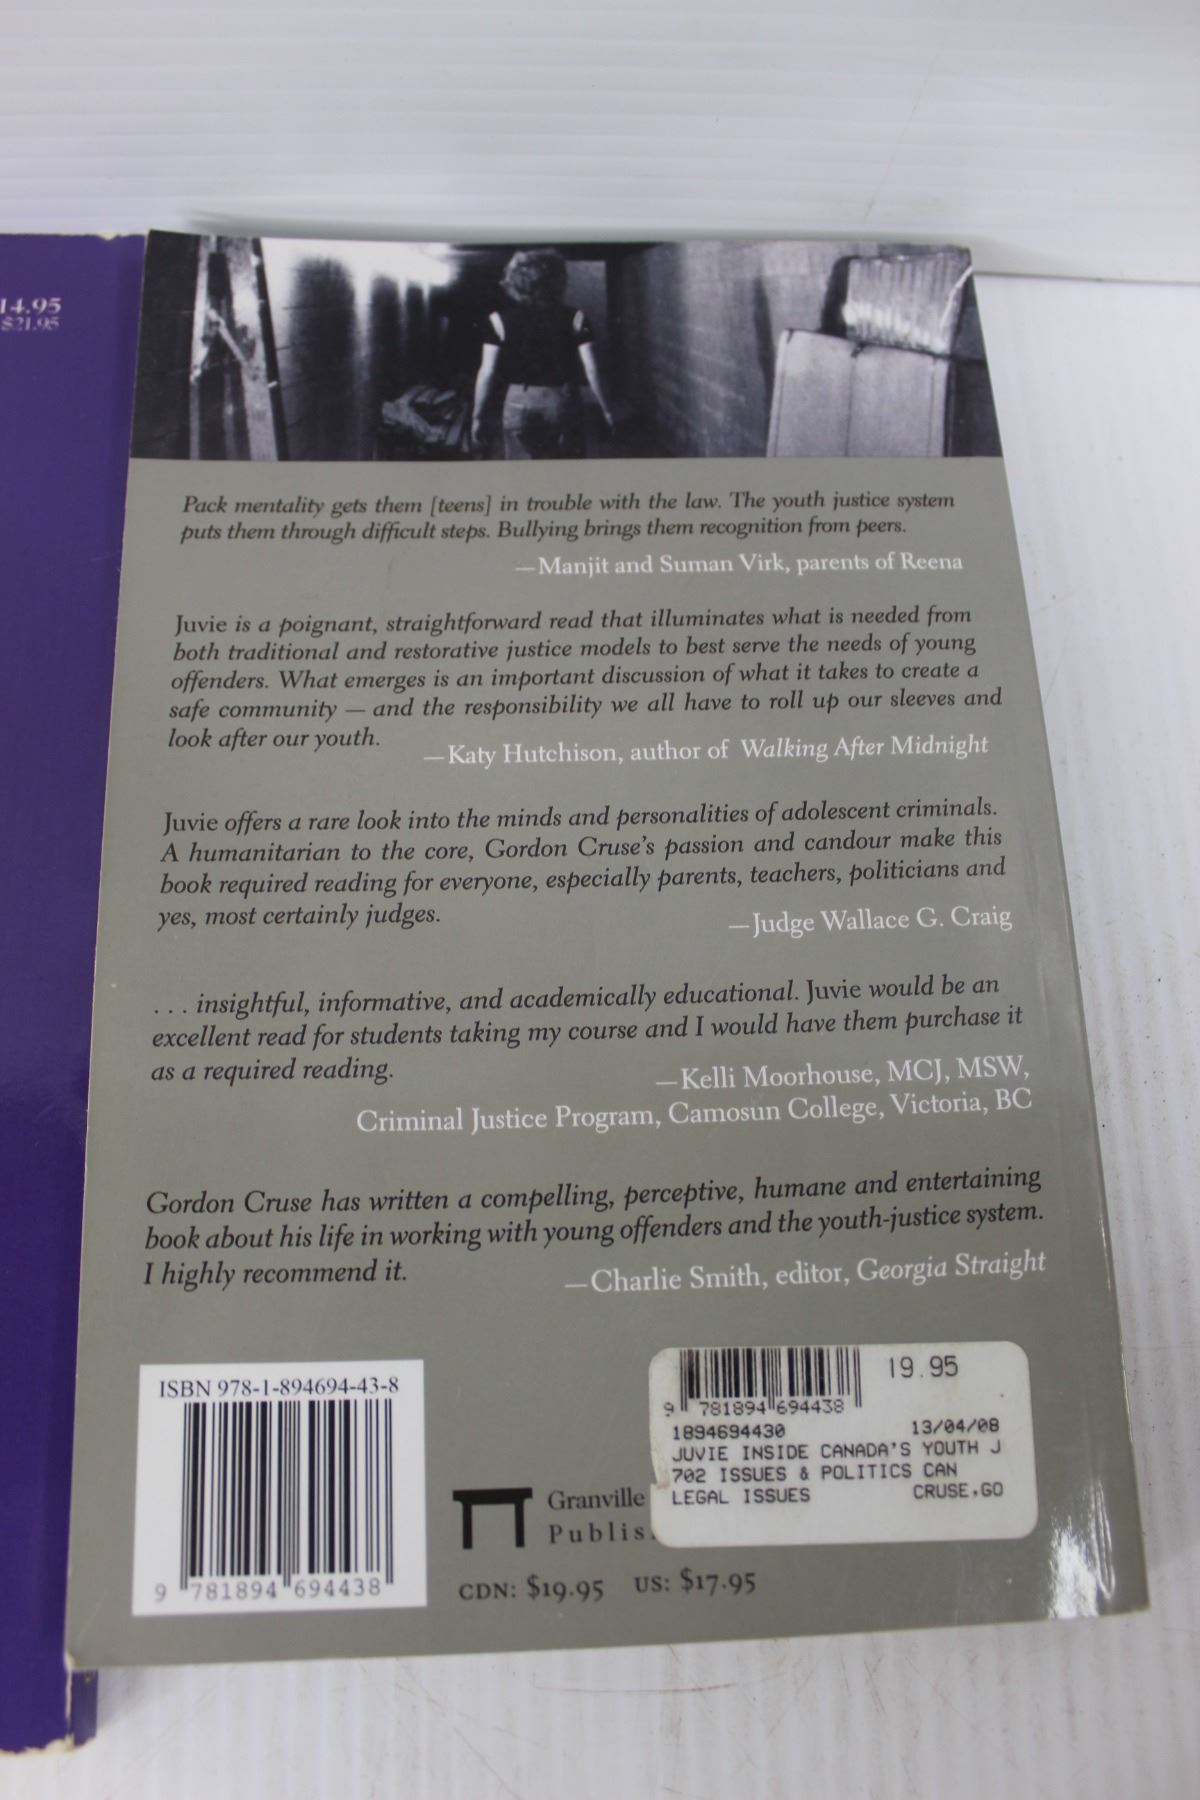 14.95
$21.95
Pack mentality gets them [teens] in trouble with the law. The youth justice system
puts them through difficult steps. Bullying brings them recognition from peers.
—Manjit and Suman Virk, parents of Reena
Juvie is a poignant, straightforward read that illuminates what is needed from
both traditional and restorative justice models to best serve the needs of young
offenders. What emerges is an important discussion of what it takes to create a
safe community — and the responsibility we all have to roll up our sleeves and
look after our youth.
—Katy Hutchison, author of Walking After Midnight
Juvie offers a rare look into the minds and personalities of adolescent criminals.
A humanitarian to the core, Gordon Cruse's passion and candour make this
book required reading for everyone, especially parents, teachers, politicians and
yes, most certainly judges.
—Judge Wallace G. Craig
. . . insightful, informative, and academically educational. Juvie would be an
excellent read for students taking my course and I would have them purchase it
as a required reading.
—Kelli Moorhouse, MCJ, MSW,
Criminal Justice Program, Camosun College, Victoria, BC
Gordon Cruse has written a compelling, perceptive, humane and entertaining
book about his life in working with young offenders and the youth-justice system.
I highly recommend it.
—Charlie Smith, editor, Georgia Straight
ISBN 978-1-894694-43-8
9 781894 694438
Granville
Publis
CDN: $19.95 US: $17.95
19.95
9 781894 694438
1894694430 13/04/08
JUVIE INSIDE CANADA'S YOUTH J
702 ISSUES & POLITICS CAN
LEGAL ISSUES CRUSE,GO